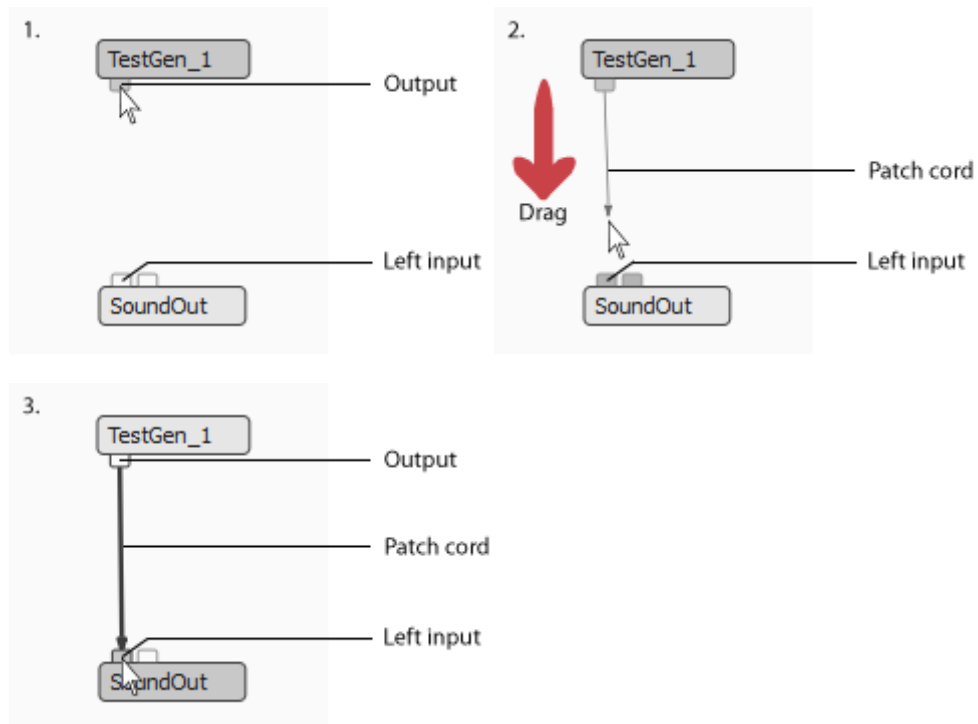 1.
TestGen_1
Output
Left input
SoundOut
2.
TestGen_1
Patch cord
Drag
Left input
SoundOut
3.
TestGen_1
Output
Patch cord
Left input
SoundOut